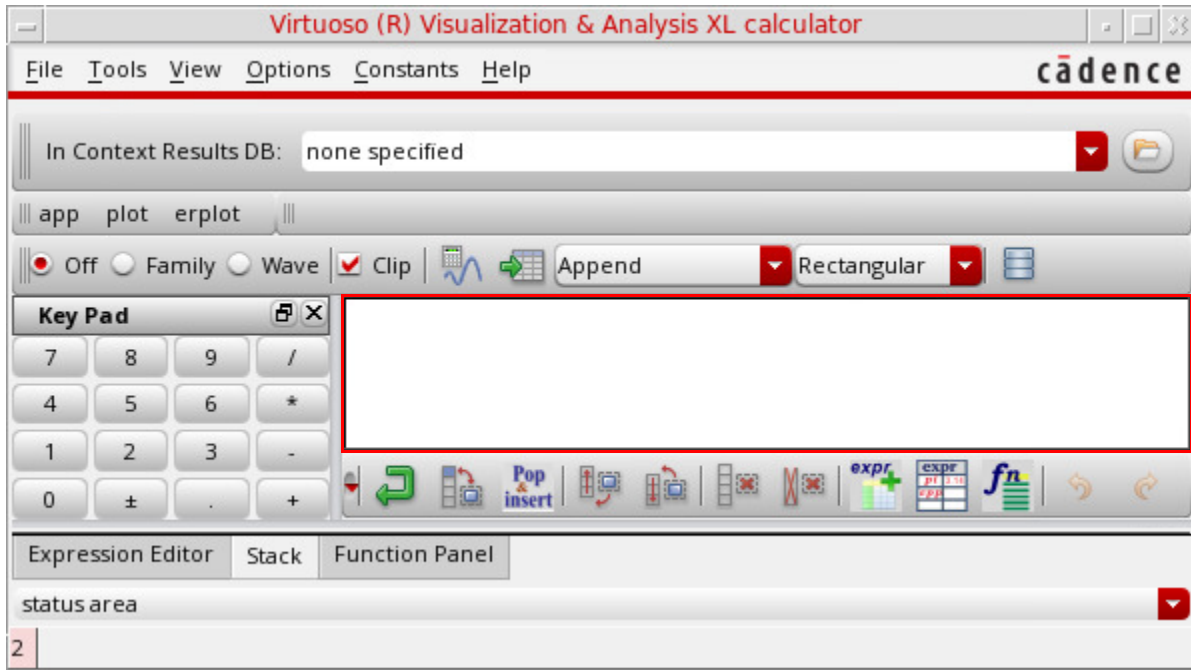 Virtuoso (R) Visualization & Analysis XL calculator
File Tools View Options Constants Help cādence
In Context Results DB: none specified
app plot erplot
Off Family Wave Clip Append Rectangular
Key Pad
7 8 9 /
4 5 6 *
1 2 3 -
0 ± . +
Pop & insert
expr
expr
fn
Expression Editor Stack Function Panel
status area
2